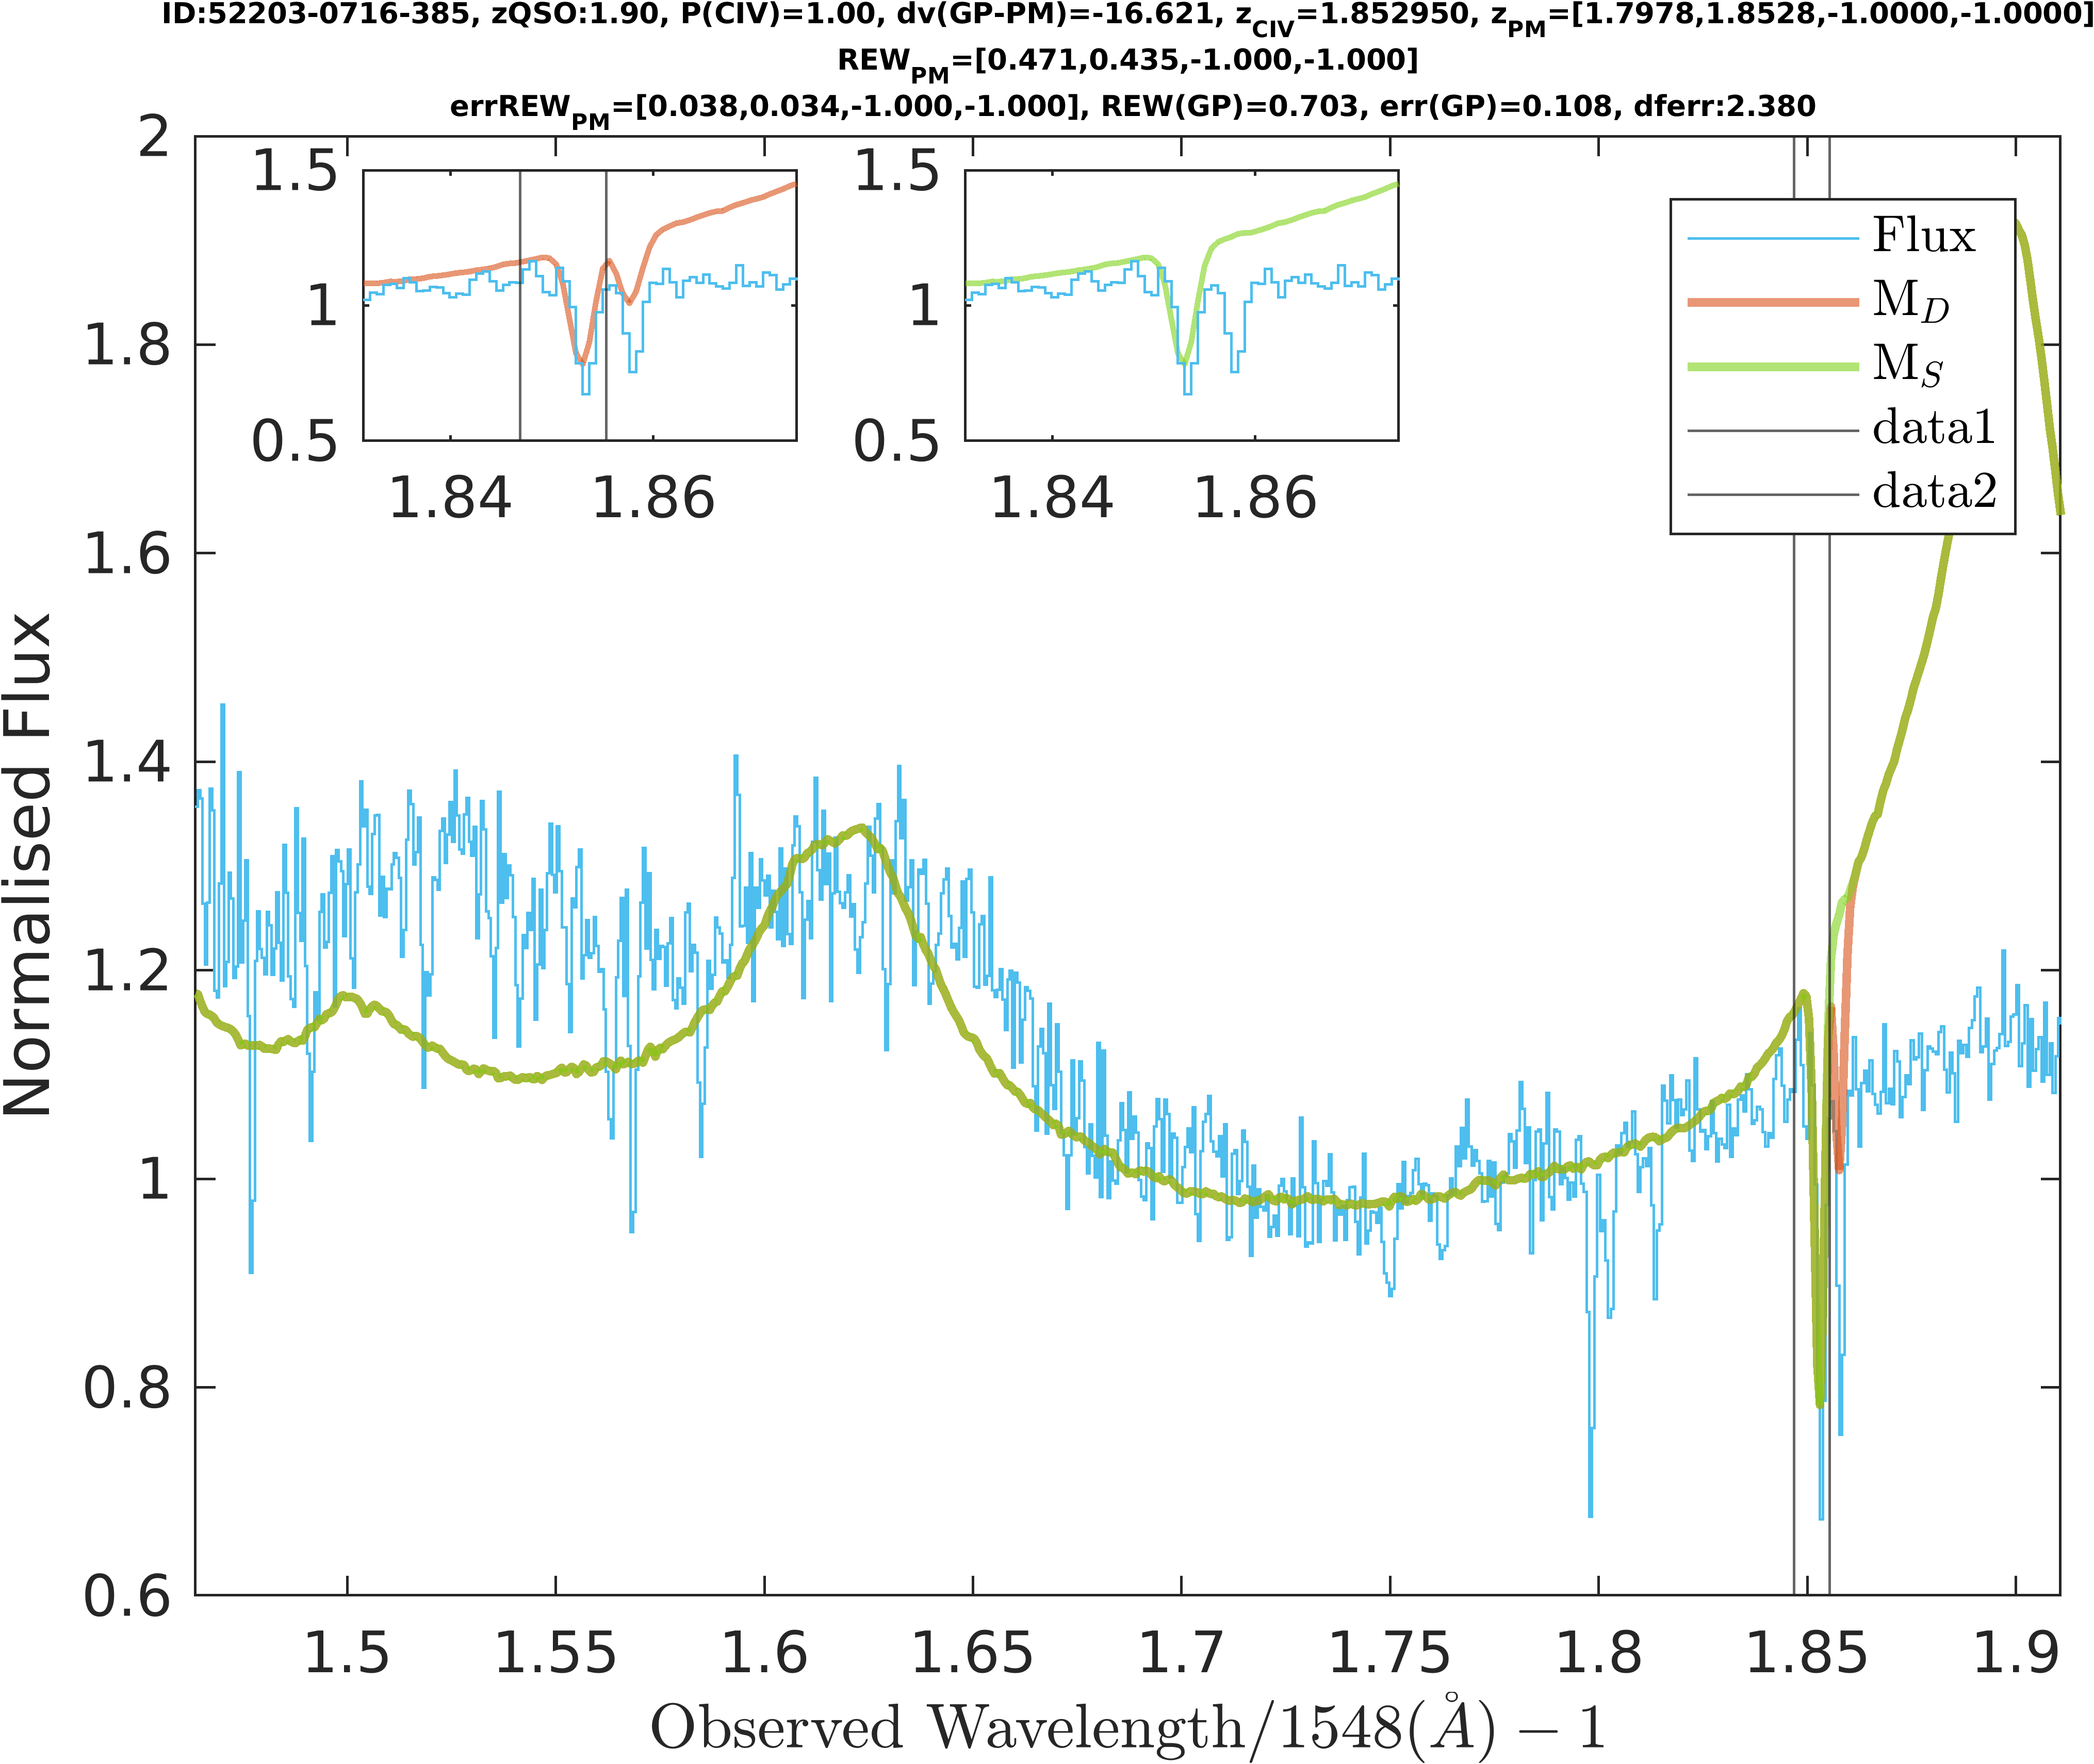 ID:52203-0716-385, zQSO:1.90, P(CIV)=1.00, dv(GP-PM)=-16.621, zCIV=1.852950, zPM=[1.7978,1.8528,-1.0000,-1.0000]
REWPM=[0.471,0.435,-1.000,-1.000]
errREWPM=[0.038,0.034,-1.000,-1.000], REW(GP)=0.703, err(GP)=0.108, dferr:2.380
2
1.8
1.6
1.4
1.2
1
0.8
0.6
Normalised Flux
1.5
1
0.5
1.84
1.86
1.5
1
0.5
1.84
1.86
Flux
MD
MS
data1
data2
1.5
1.55
1.6
1.65
1.7
1.75
1.8
1.85
1.9
Observed Wavelength/1548(Å) − 1